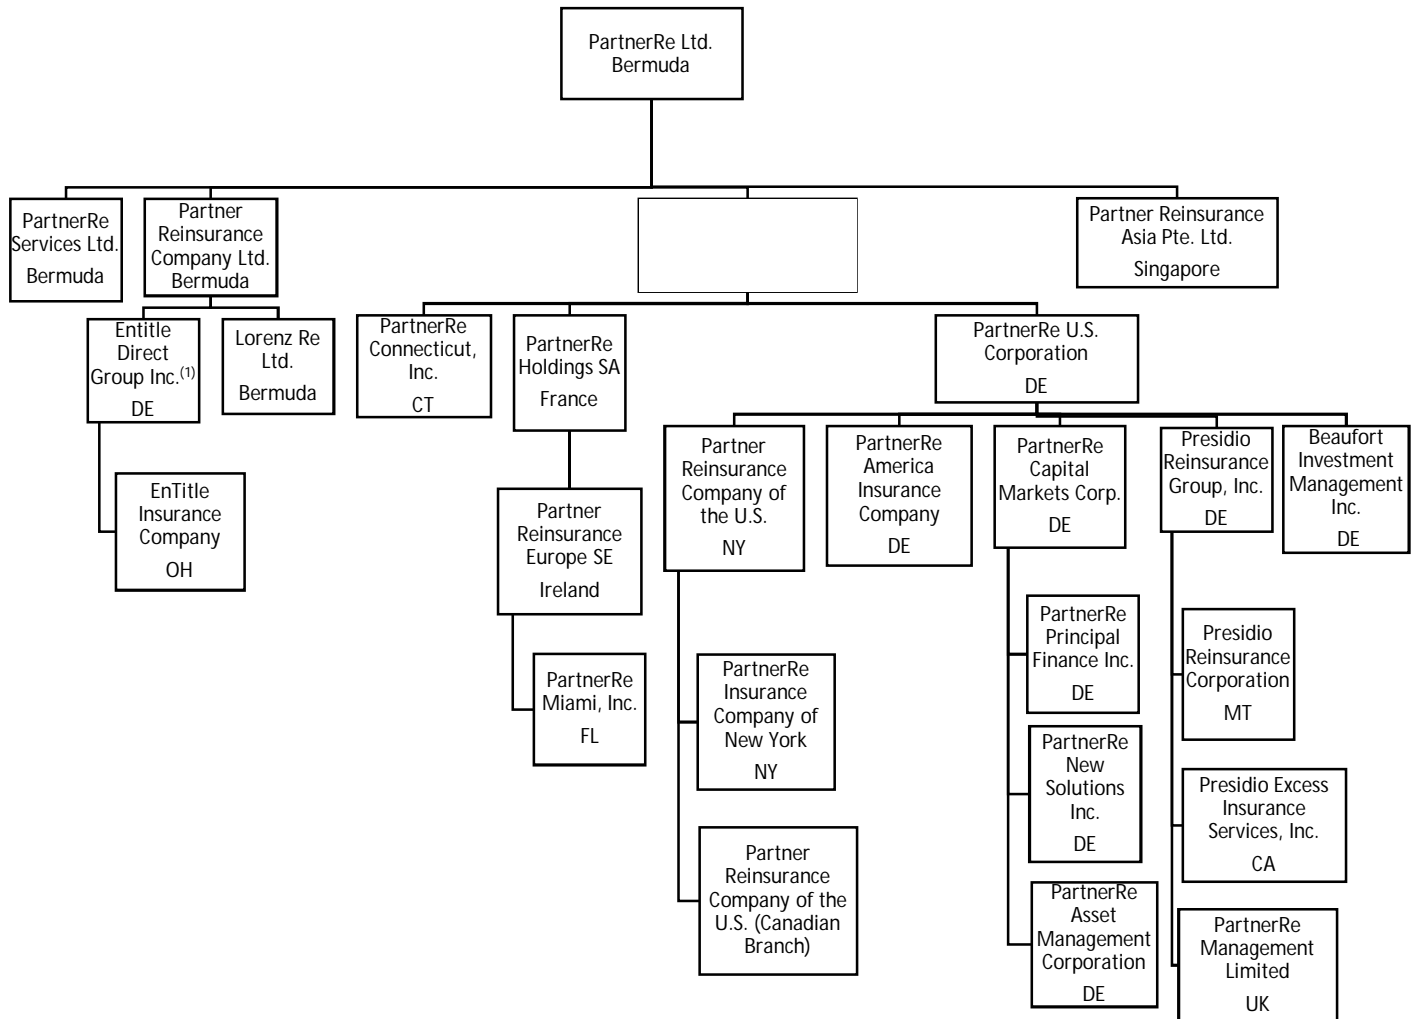 PartnerRe Ltd.
Bermuda
PartnerRe
Services Ltd.
Bermuda
Partner
Reinsurance
Company Ltd.
Bermuda
Partner Reinsurance
Asia Pte. Ltd.
Singapore
Entitle
Direct
Group Inc.(1)
DE
Lorenz Re
Ltd.
Bermuda
PartnerRe
Connecticut,
Inc.
CT
PartnerRe
Holdings SA
France
PartnerRe U.S.
Corporation
DE
EnTitle
Insurance
Company
OH
Partner
Reinsurance
Europe SE
Ireland
PartnerRe
Miami, Inc.
FL
Partner
Reinsurance
Company of
the U.S.
NY
PartnerRe
America
Insurance
Company
DE
PartnerRe
Capital
Markets Corp.
DE
Presidio
Reinsurance
Group, Inc.
DE
Beaufort
Investment
Management
Inc.
DE
PartnerRe
Insurance
Company of
New York
NY
Partner
Reinsurance
Company of the
U.S. (Canadian
Branch)
PartnerRe
Principal
Finance Inc.
DE
PartnerRe
New
Solutions
Inc.
DE
PartnerRe
Asset
Management
Corporation
DE
Presidio
Reinsurance
Corporation
MT
Presidio Excess
Insurance
Services, Inc.
CA
PartnerRe
Management
Limited
UK